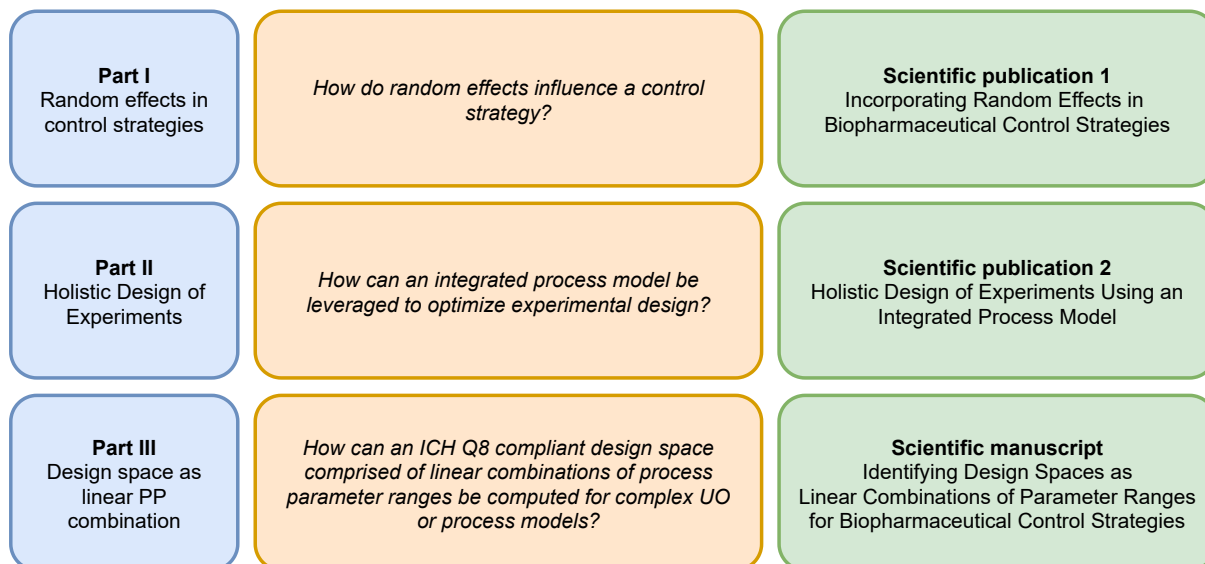 Part I
Random effects in
control strategies
How do random effects influence a control
strategy?
Scientific publication 1
Incorporating Random Effects in
Biopharmaceutical Control Strategies
Part II
Holistic Design of
Experiments
How can an integrated process model be
leveraged to optimize experimental design?
Scientific publication 2
Holistic Design of Experiments Using an
Integrated Process Model
Part III
Design space as
linear PP
combination
How can an ICH Q8 compliant design space
comprised of linear combinations of process
parameter ranges be computed for complex UO
or process models?
Scientific manuscript
Identifying Design Spaces as
Linear Combinations of Parameter Ranges
for Biopharmaceutical Control Strategies